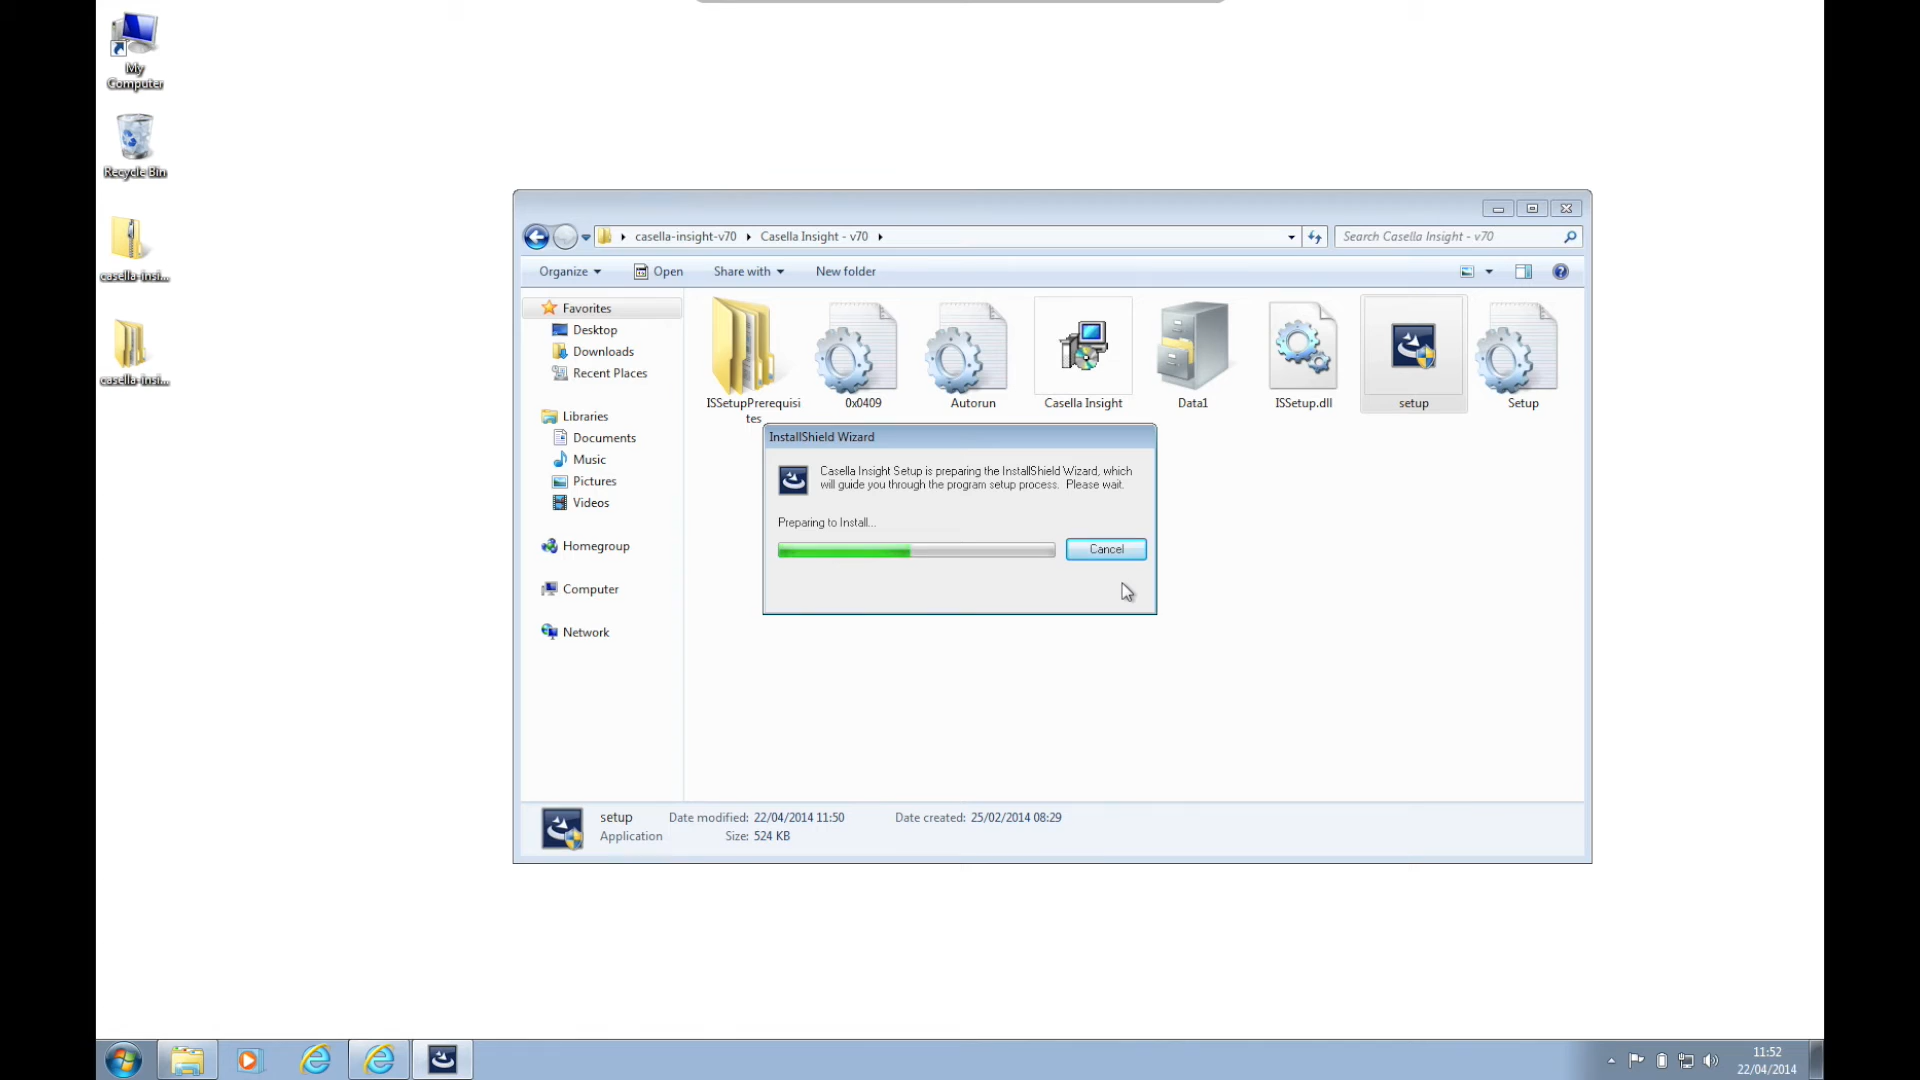 My
Computer
Recycle Bin
casella-insi...
casella-insi...
casella-insight-v70
Casella Insight - v70
Search Casella Insight - v70
Organize
Open
Share with
New folder
Favorites
Desktop
Downloads
Recent Places
Libraries
Documents
Music
Pictures
Videos
Homegroup
Computer
Network
ISSetupPrerequisi
tes
0x0409
Autorun
Casella Insight
Data1
ISSetup.dll
setup
Setup
InstallShield Wizard
Casella Insight Setup is preparing the InstallShield Wizard, which
will guide you through the program setup process. Please wait.
Preparing to Install...
Cancel
setup Date modified: 22/04/2014 11:50 Date created: 25/02/2014 08:29
Application Size: 524 KB
11:52
22/04/2014